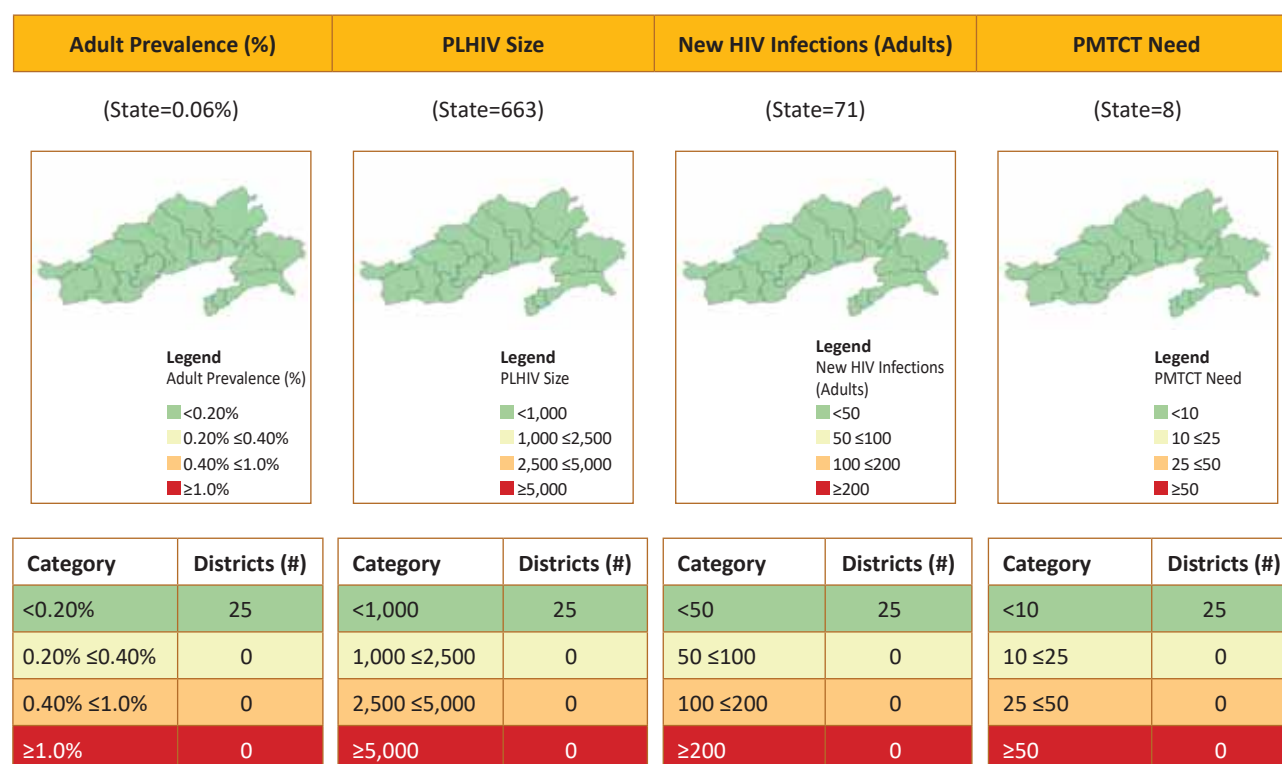 Adult Prevalence (%) PLHIV Size New HIV Infections (Adults) PMTCT Need
(State=0.06%) (State=663) (State=71) (State=8)
Legend
Adult Prevalence (%)
<0.20%
0.20% ≤0.40%
0.40% ≤1.0%
≥1.0%
Legend
PLHIV Size
<1,000
1,000 ≤2,500
2,500 ≤5,000
≥5,000
Legend
New HIV Infections
(Adults)
<50
50 ≤100
100 ≤200
≥200
Legend
PMTCT Need
<10
10 ≤25
25 ≤50
≥50
Category Districts (#)
<0.20% 25
0.20% ≤0.40% 0
0.40% ≤1.0% 0
≥1.0% 0
Category Districts (#)
<1,000 25
1,000 ≤2,500 0
2,500 ≤5,000 0
≥5,000 0
Category Districts (#)
<50 25
50 ≤100 0
100 ≤200 0
≥200 0
Category Districts (#)
<10 25
10 ≤25 0
25 ≤50 0
≥50 0